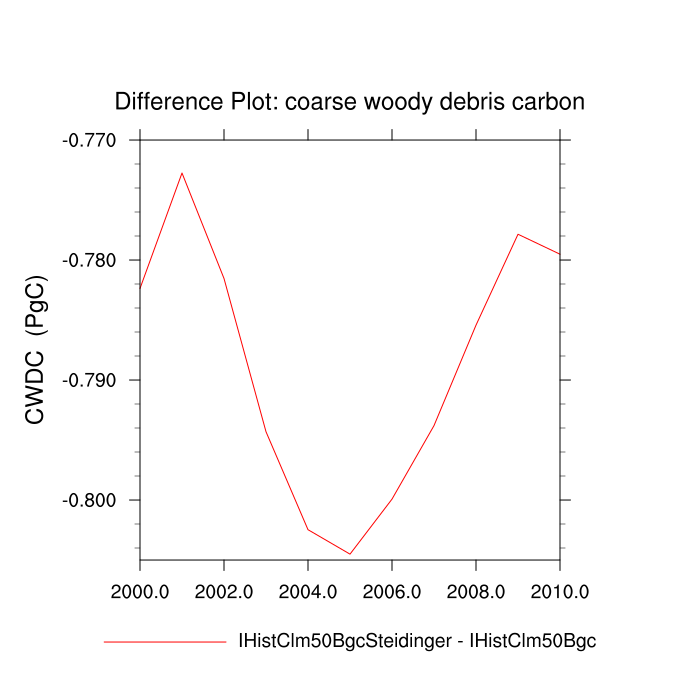 Difference Plot: coarse woody debris carbon
CWDC (PgC)
-0.770
-0.780
-0.790
-0.800
2000.0 2002.0 2004.0 2006.0 2008.0 2010.0
IHistClm50BgcSteidinger - IHistClm50Bgc